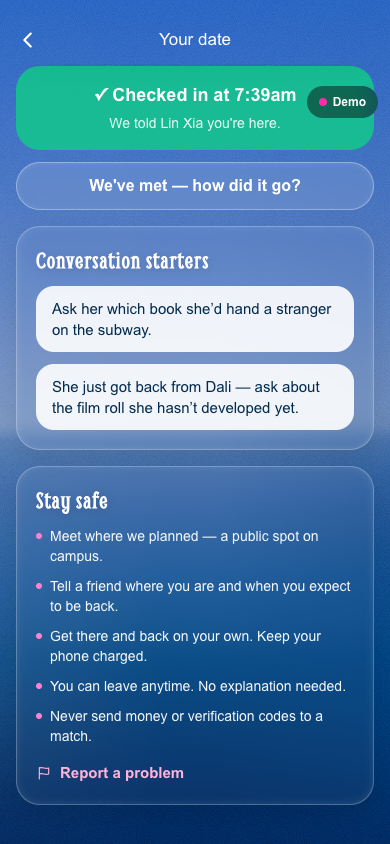 Your date
✓ Checked in at 7:39am
Demo
We told Lin Xia you're here.
We've met — how did it go?
Conversation starters
Ask her which book she’d hand a stranger
on the subway.
She just got back from Dali — ask about
the film roll she hasn’t developed yet.
Stay safe
Meet where we planned — a public spot on
campus.
Tell a friend where you are and when you expect
to be back.
Get there and back on your own. Keep your
phone charged.
You can leave anytime. No explanation needed.
Never send money or verification codes to a
match.
Report a problem